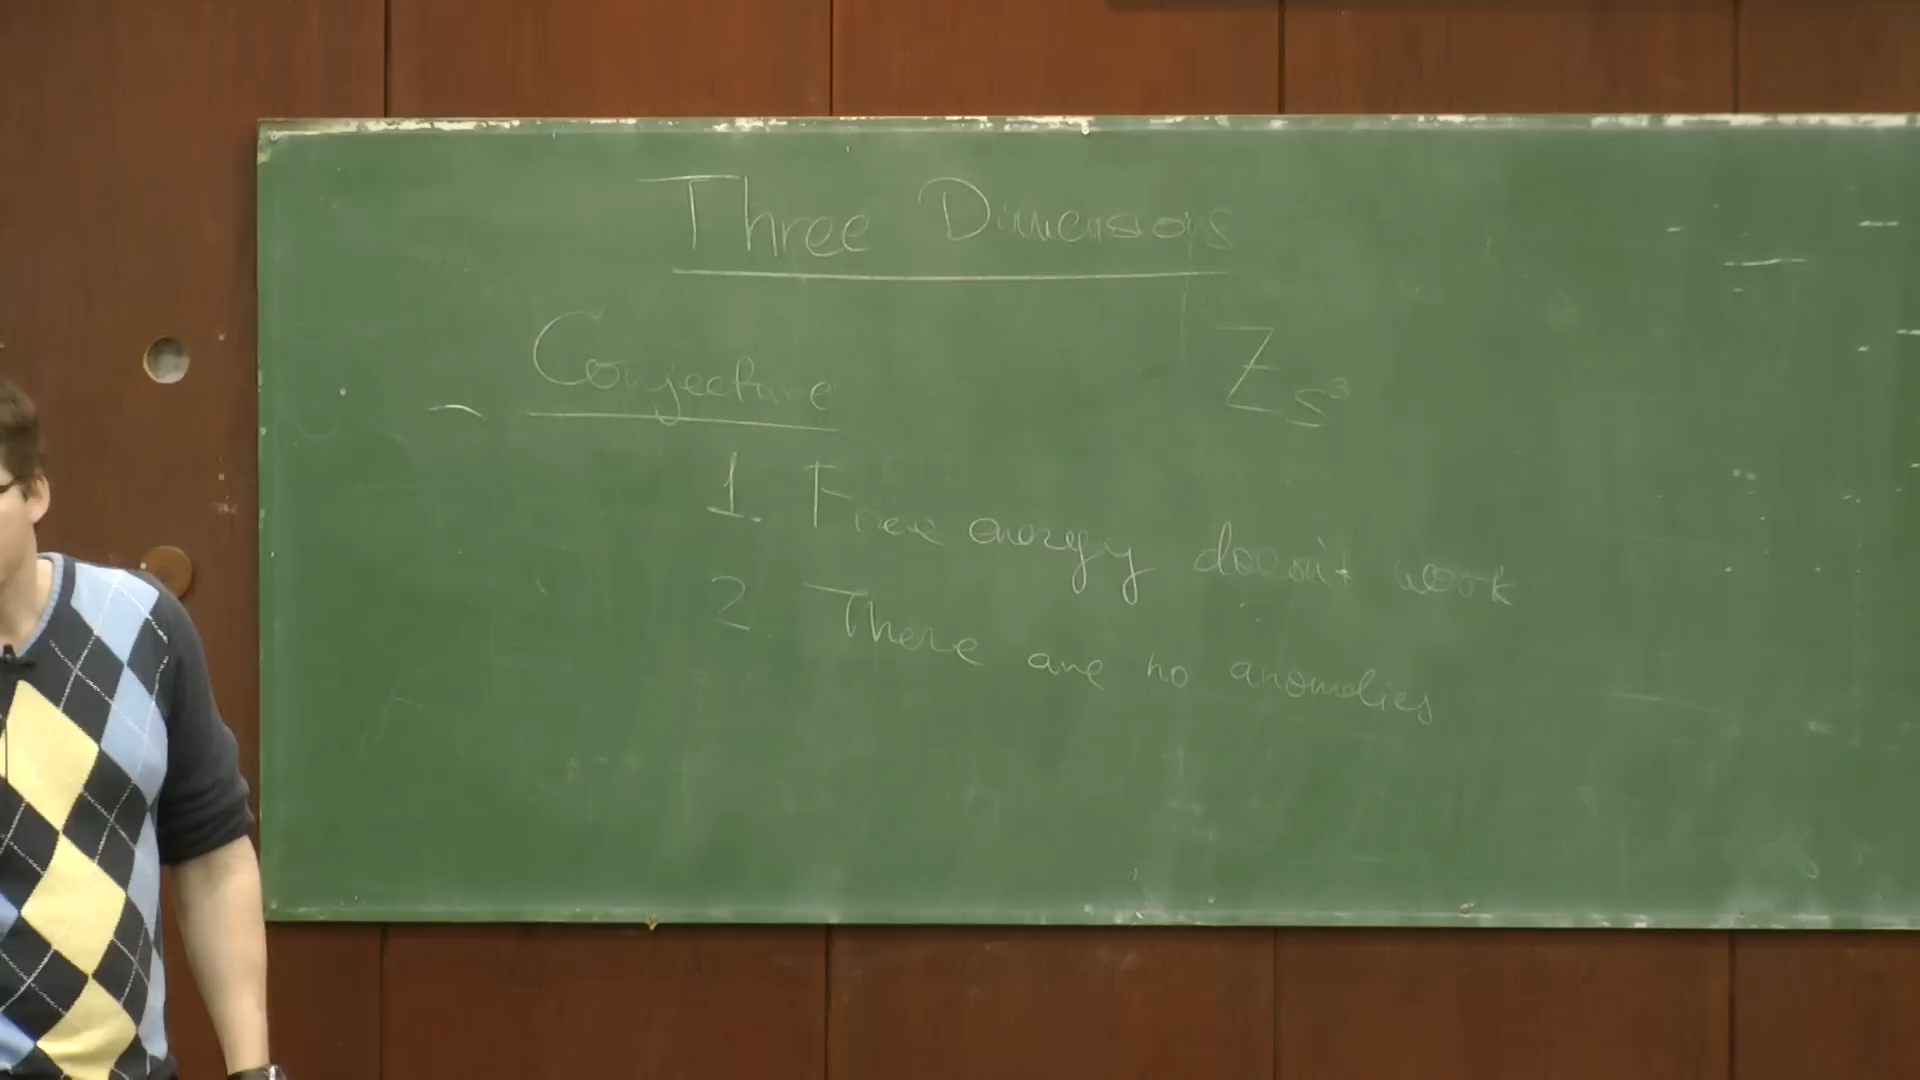 Three Dimensions
Conjecture
Z_{S^3}
1. Free energy doesn't work
2. There are no anomalies